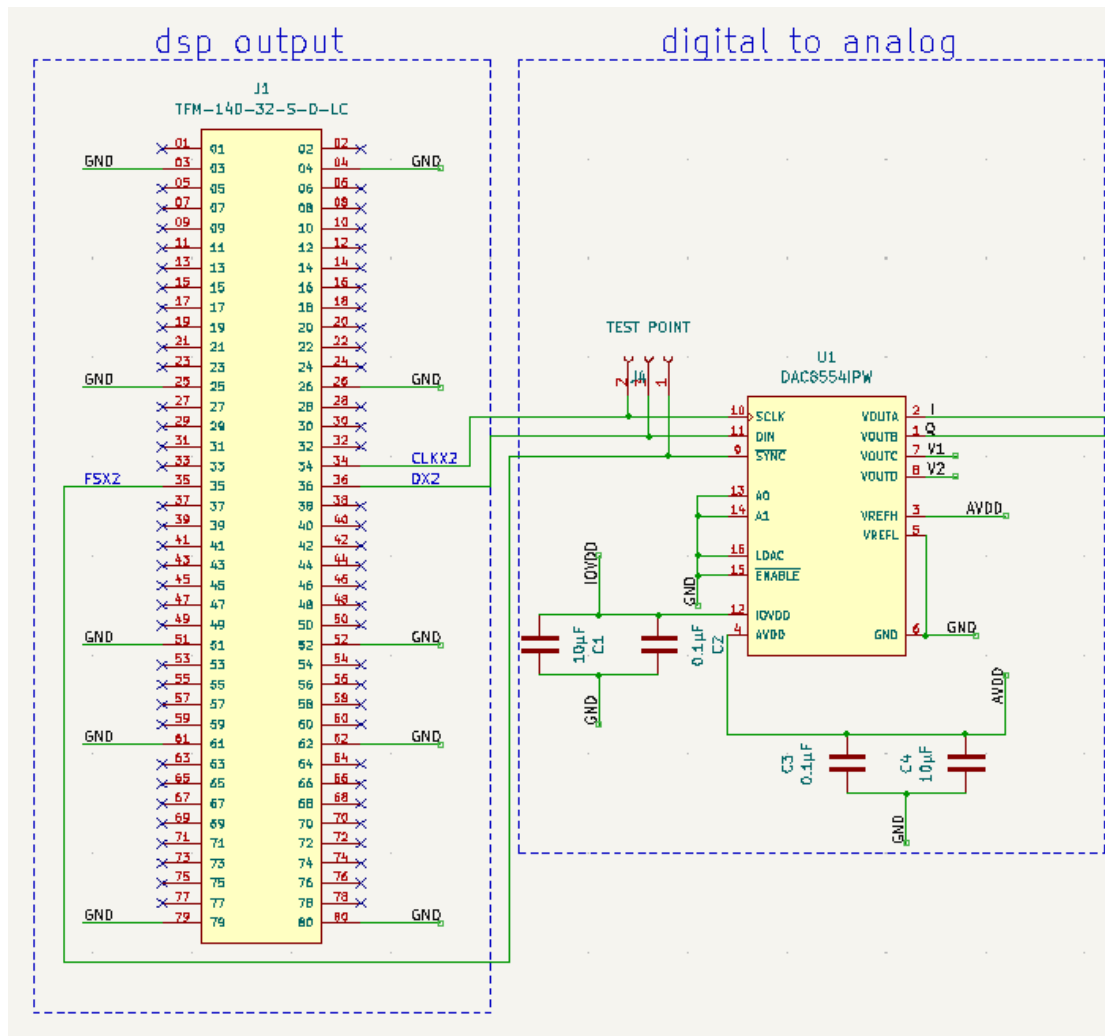 dsp output
digital to analog
J1
TFM-140-32-S-D-LC
01 01 02 02
GND 03 03 04 04 GND
05 05 06 06
07 07 08 08
09 09 10 10
11 11 12 12
13 13 14 14
15 15 16 16
17 17 18 18
19 19 20 20
21 21 22 22
23 23 24 24
GND 25 25 26 26 GND
27 27 28 28
29 29 30 30
31 31 32 32
33 33 34 34 CLKX2
FSX2 35 35 36 36 DX2
37 37 38 38
39 39 40 40
41 41 42 42
43 43 44 44
45 45 46 46
47 47 48 48
49 49 50 50
GND 51 51 52 52 GND
53 53 54 54
55 55 56 56
57 57 58 58
59 59 60 60
GND 61 61 62 62 GND
63 63 64 64
65 65 66 66
67 67 68 68
69 69 70 70
71 71 72 72
73 73 74 74
75 75 76 76
77 77 78 78
GND 79 79 80 80 GND
TEST POINT
2 1
U1
DAC8554IPW
10 SCLK VOUTA 2 I
11 DIN VOUTB 1 Q
9 SYNC VOUTC 7 V1
VOUTD 8 V2
13 A0
14 A1 VREFH 3 AVDD
VREFL 5
16 LDAC
15 ENABLE
GND
IOVDD
12 IOVDD
4 AVDD GND 6 GND
10µF C1
0.1µF C2
GND
AVDD
C3 0.1µF
C4 10µF
GND